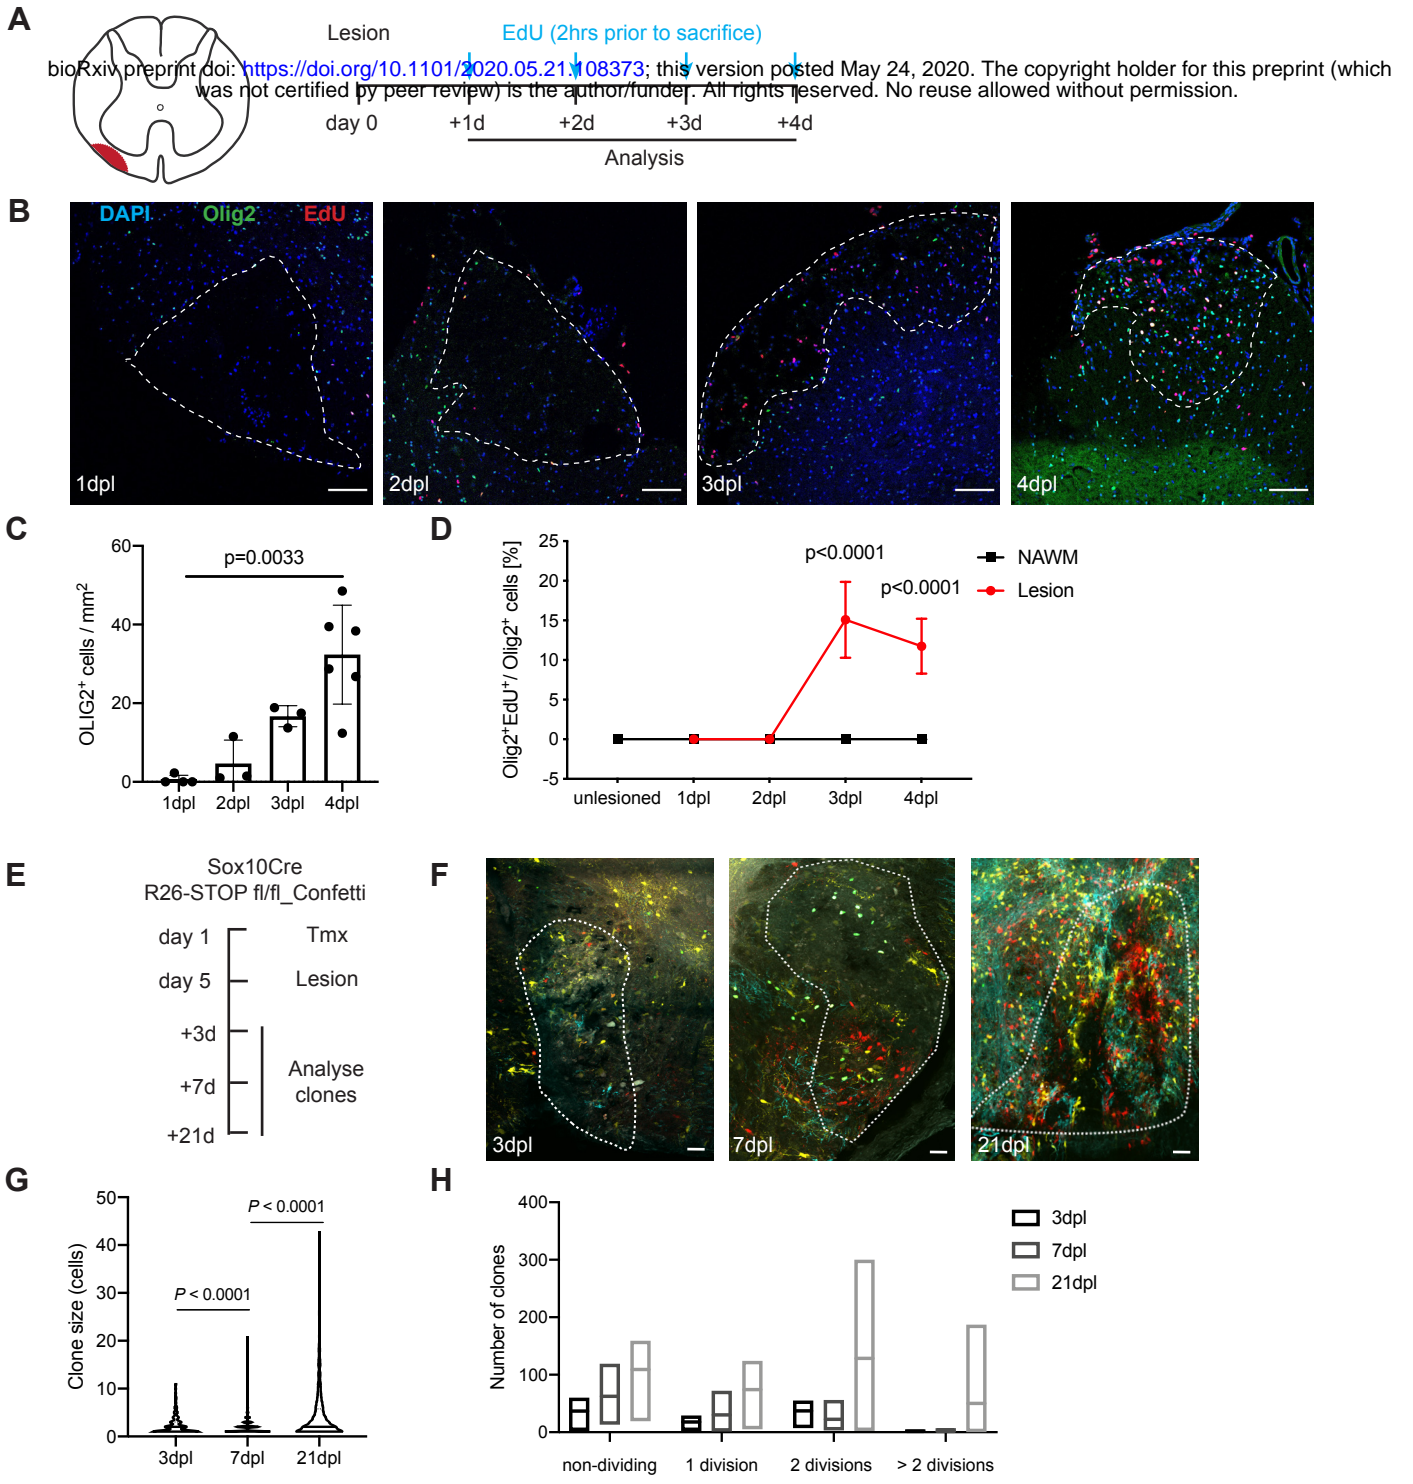 A
Lesion
EdU (2hrs prior to sacrifice)
bioRxiv preprint doi: https://doi.org/10.1101/2020.05.21.108373; this version posted May 24, 2020. The copyright holder for this preprint (which
was not certified by peer review) is the author/funder. All rights reserved. No reuse allowed without permission.
day 0 +1d +2d +3d +4d
Analysis
B
DAPI Olig2 EdU
1dpl 2dpl 3dpl 4dpl
C
OLIG2+ cells / mm2
60
40
20
0
p=0.0033
1dpl 2dpl 3dpl 4dpl
D
Olig2+EdU+/ Olig2+ cells [%]
25
20
15
10
5
0
-5
p<0.0001
p<0.0001
NAWM
Lesion
unlesioned 1dpl 2dpl 3dpl 4dpl
E
Sox10Cre
R26-STOP fl/fl_Confetti
day 1 Tmx
day 5 Lesion
+3d
+7d
+21d
Analyse
clones
F
3dpl 7dpl 21dpl
G
Clone size (cells)
50
40
30
20
10
0
P < 0.0001
P < 0.0001
3dpl 7dpl 21dpl
H
Number of clones
400
300
200
100
0
3dpl
7dpl
21dpl
non-dividing 1 division 2 divisions > 2 divisions